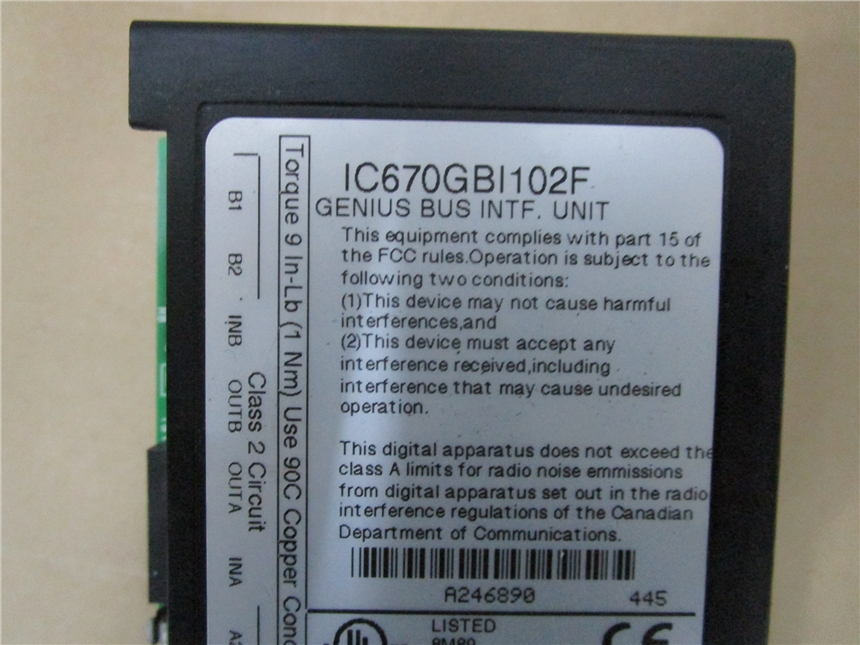 IC670GBI102F
GENIUS BUS INTF. UNIT
This equipment complies with part 15 of
the FCC rules.Operation is subject to the
following two conditions:
(1)This device may not cause harmful
interferences,and
(2)This device must accept any
interference received,including
interference that may cause undesired
operation.
This digital apparatus does not exceed the
class A limits for radio noise emmissions
from digital apparatus set out in the radio
interference regulations of the Canadian
Department of Communications.
A246890 445
UL LISTED CE
Torque 9 In-Lb (1 Nm) Use 90C Copper
Class 2 Circuit
B1 B2 INB OUTB OUTA INA